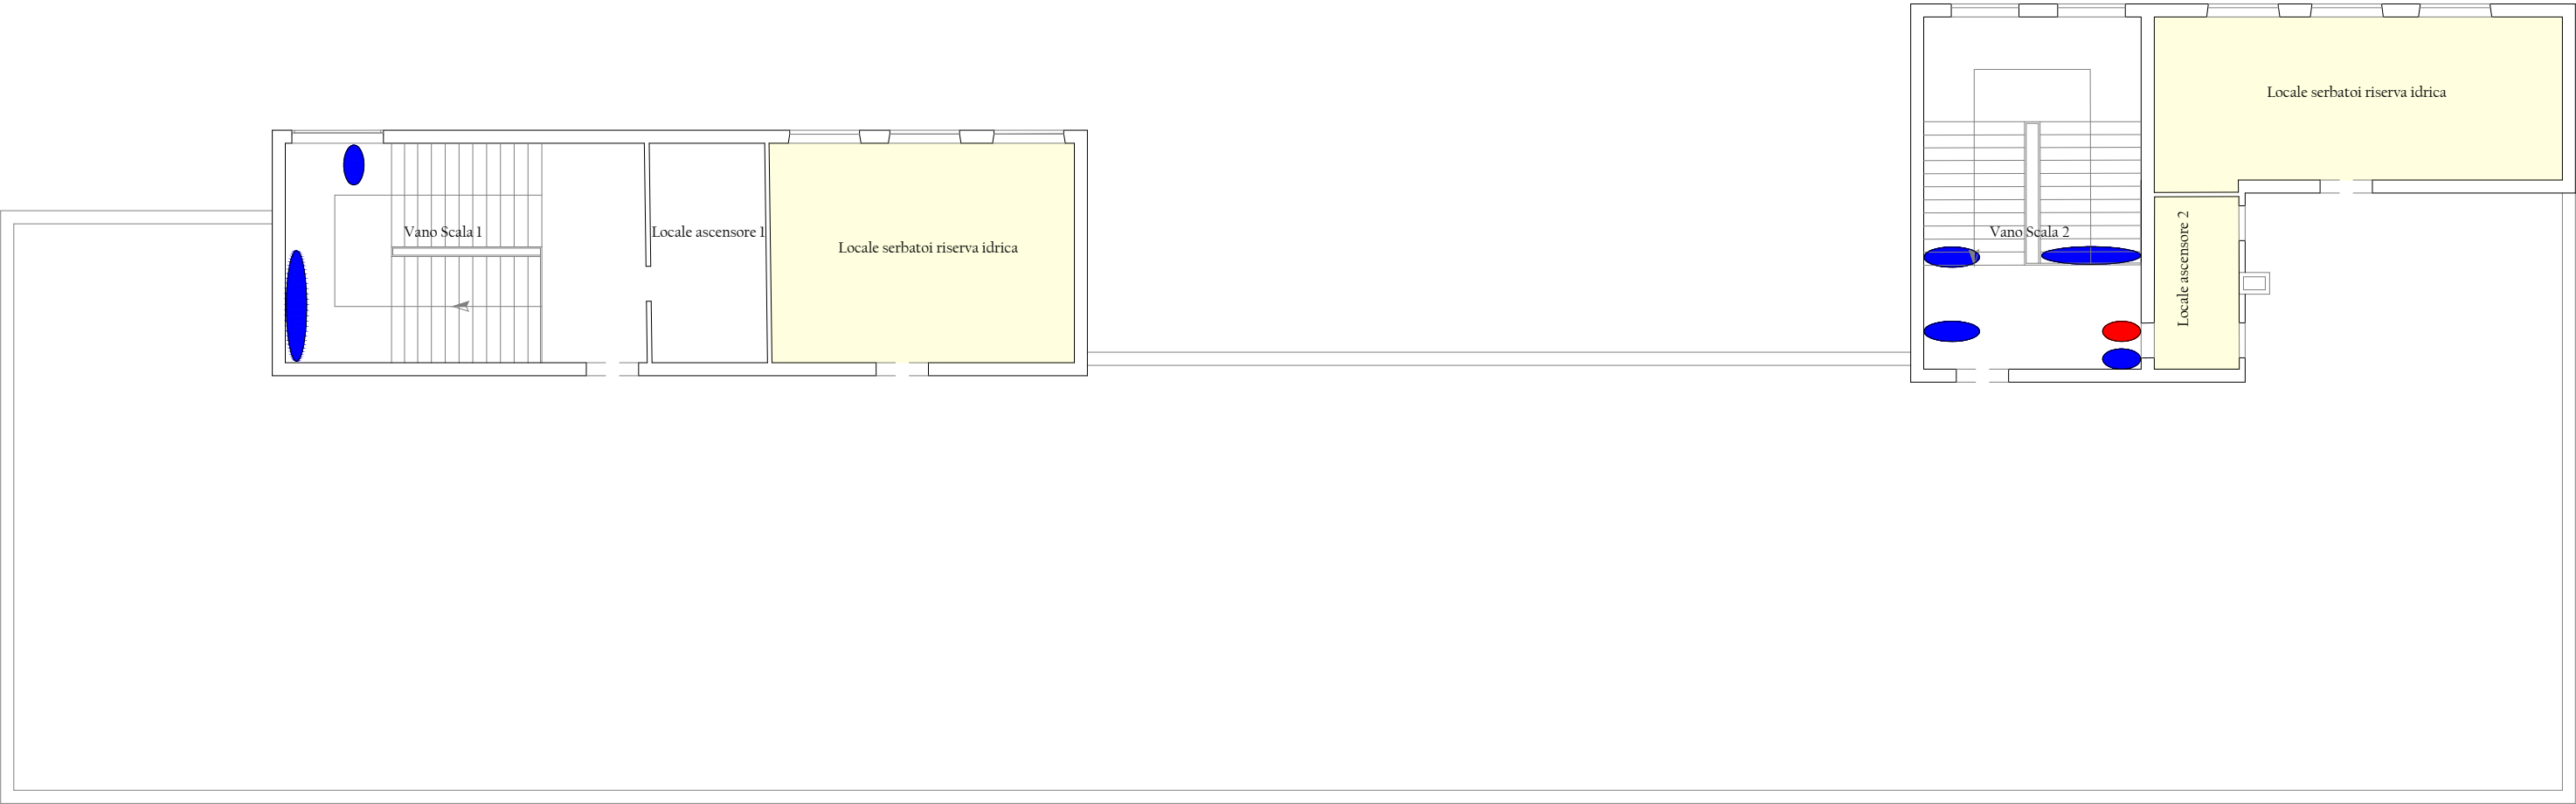 Vano Scala 1
Locale ascensore 1
Locale serbatoi riserva idrica
Vano Scala 2
Locale ascensore 2
Locale serbatoi riserva idrica